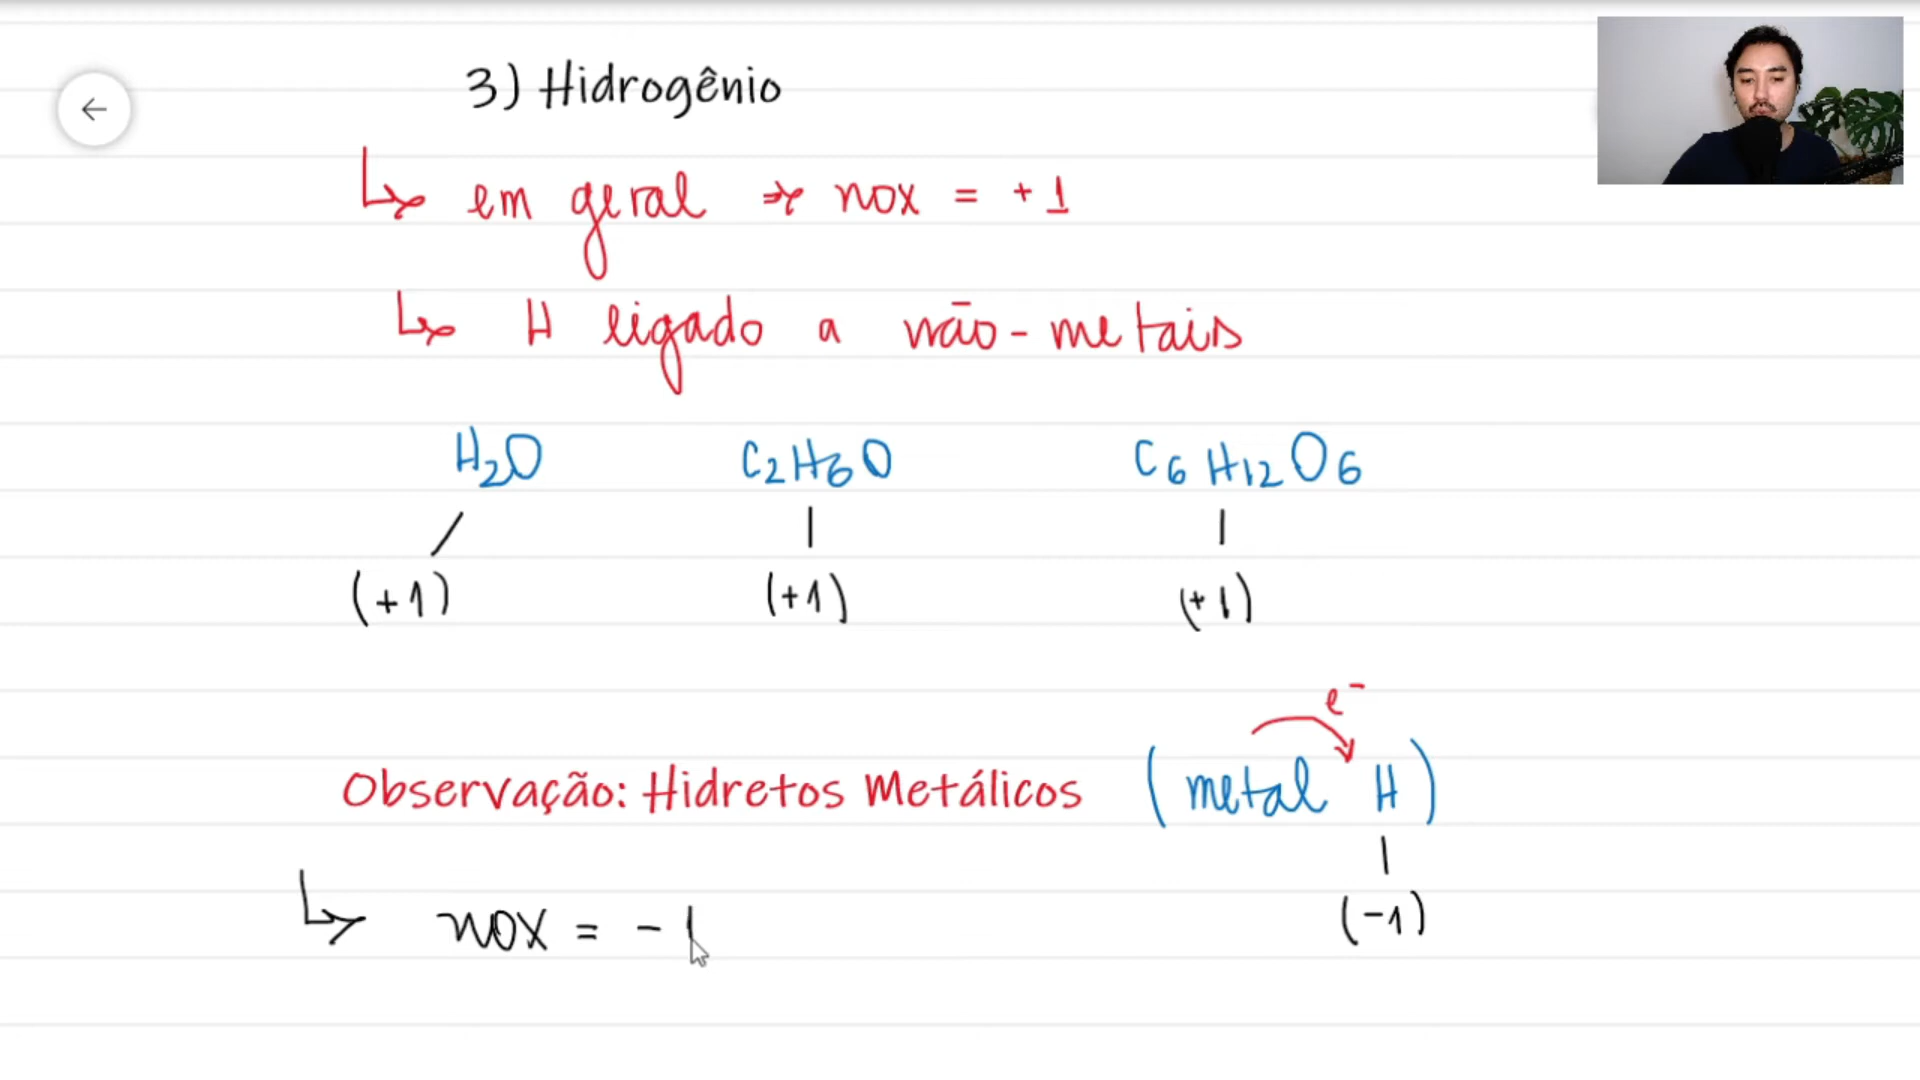 3) Hidrogênio
↳ em geral → nox = +1
↳ H ligado a não-metais
H₂O C₂H₆O C₆H₁₂O₆
(+1) (+1) (+1)
e⁻
Observação: Hidretos Metálicos (metal H)
↳ nox = -1
(-1)